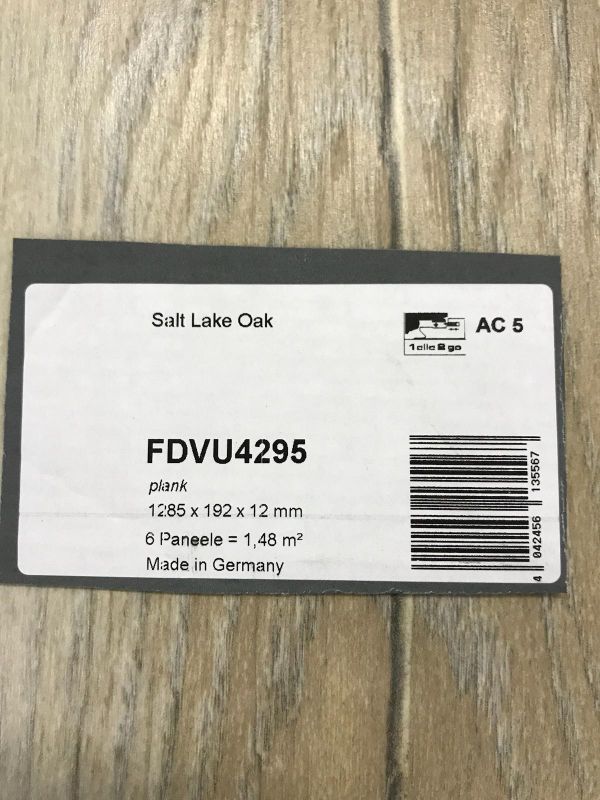 Salt Lake Oak
1 clic 2 go
AC 5
FDVU4295
plank
1285 x 192 x 12 mm
6 Paneele = 1,48 m²
Made in Germany
4 042456 135567